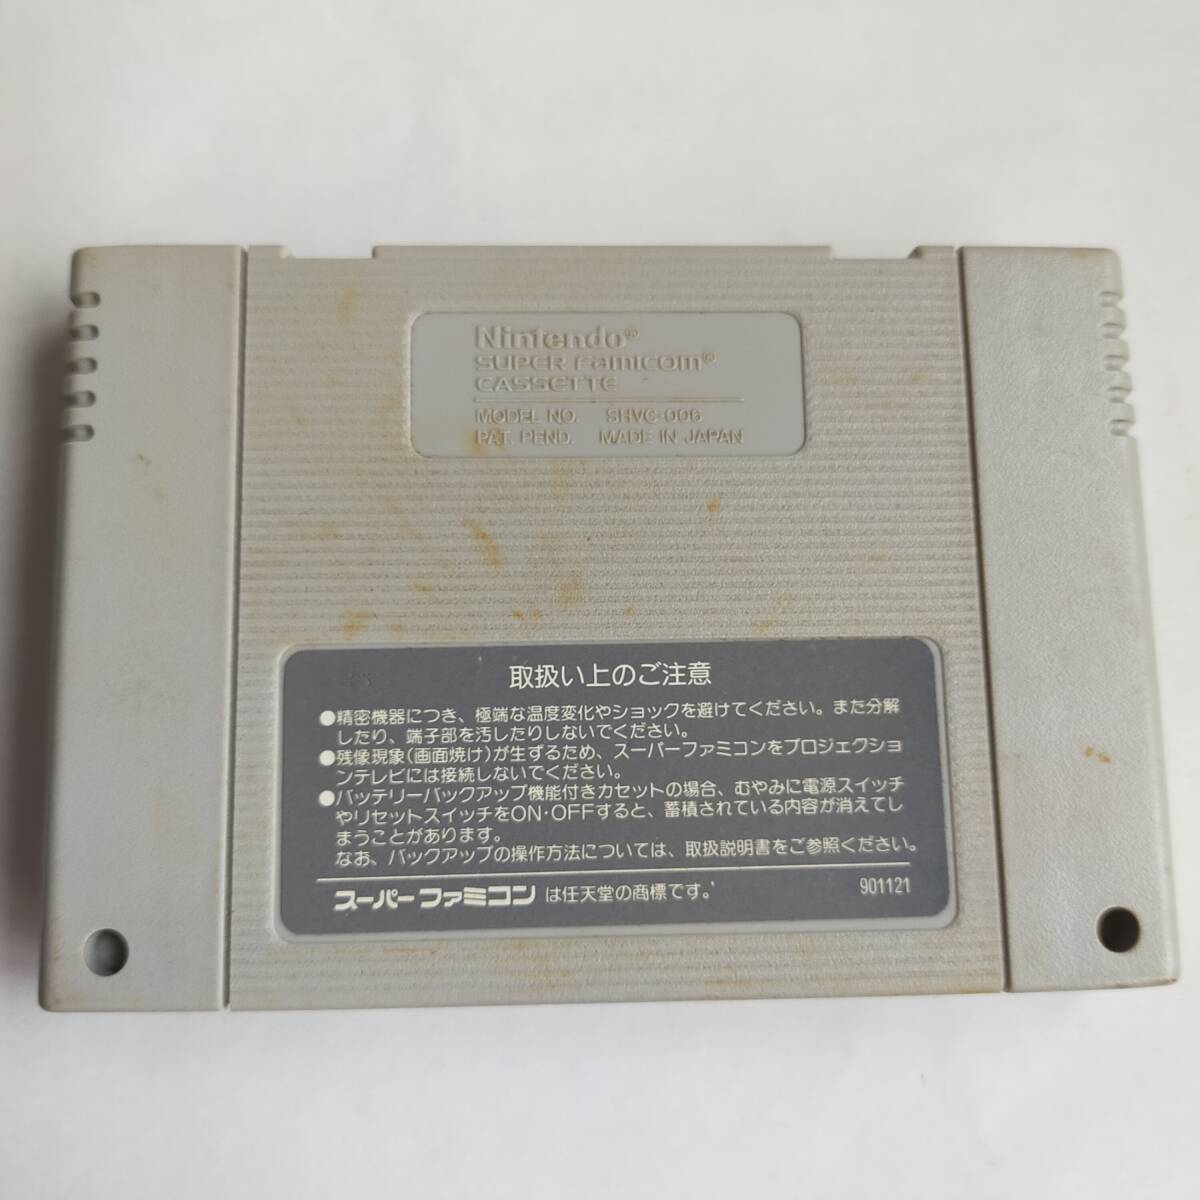 Nintendo®
SUPER Famicom®
CASSETTE
MODEL NO. SHVC-006
PAT. PEND. MADE IN JAPAN
取扱い上のご注意
●精密機器につき、極端な温度変化やショックを避けてください。また分解
したり、端子部を汚したりしないでください。
●残像現象(画面焼け)が生ずるため、スーパーファミコンをプロジェクショ
ンテレビには接続しないでください。
●バッテリーバックアップ機能付きカセットの場合、むやみに電源スイッチ
やリセットスイッチをON・OFFすると、蓄積されている内容が消えてし
まうことがあります。
なお、バックアップの操作方法については、取扱説明書をご参照ください。
スーパーファミコン は任天堂の商標です。 901121